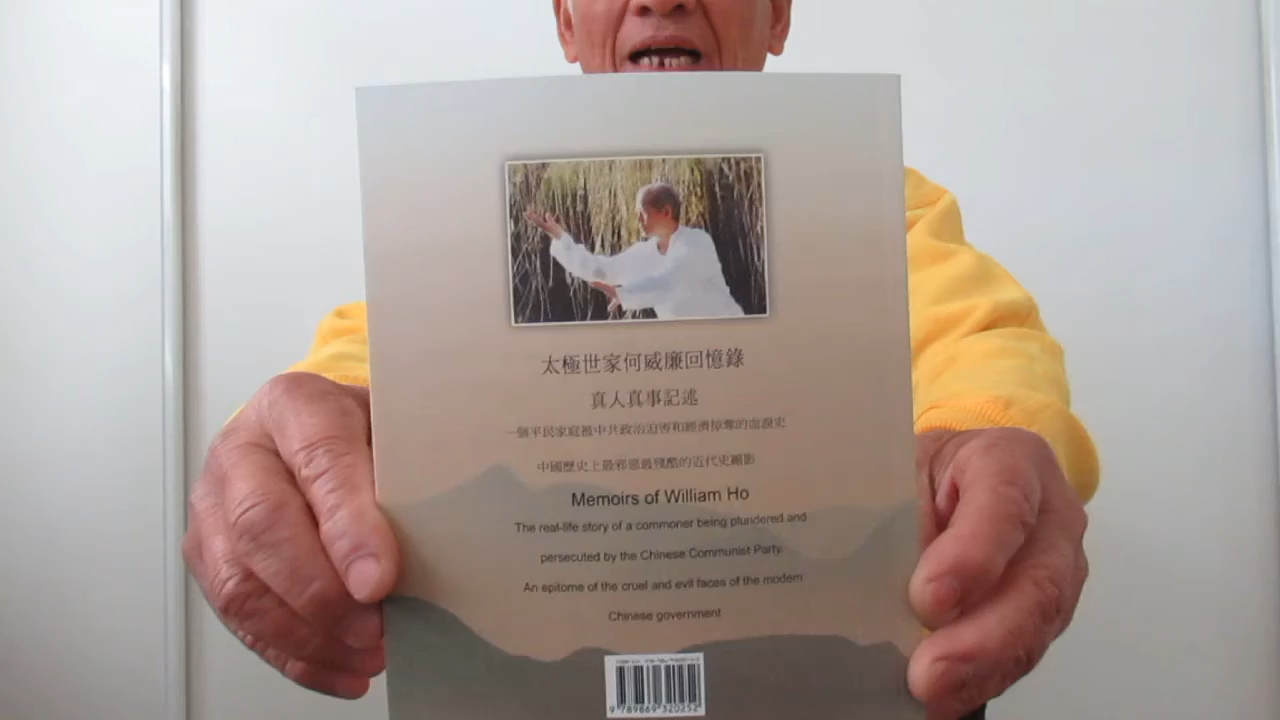 太極世家何威廉回憶錄
真人真事記述
一個平民家庭被中共政治迫害和經濟掠奪的血淚史
中國歷史上最邪惡最殘酷的近代史縮影
Memoirs of William Ho
The real-life story of a commoner being plundered and
persecuted by the Chinese Communist Party.
An epitome of the cruel and evil faces of the modern
Chinese government
9 789869 320252